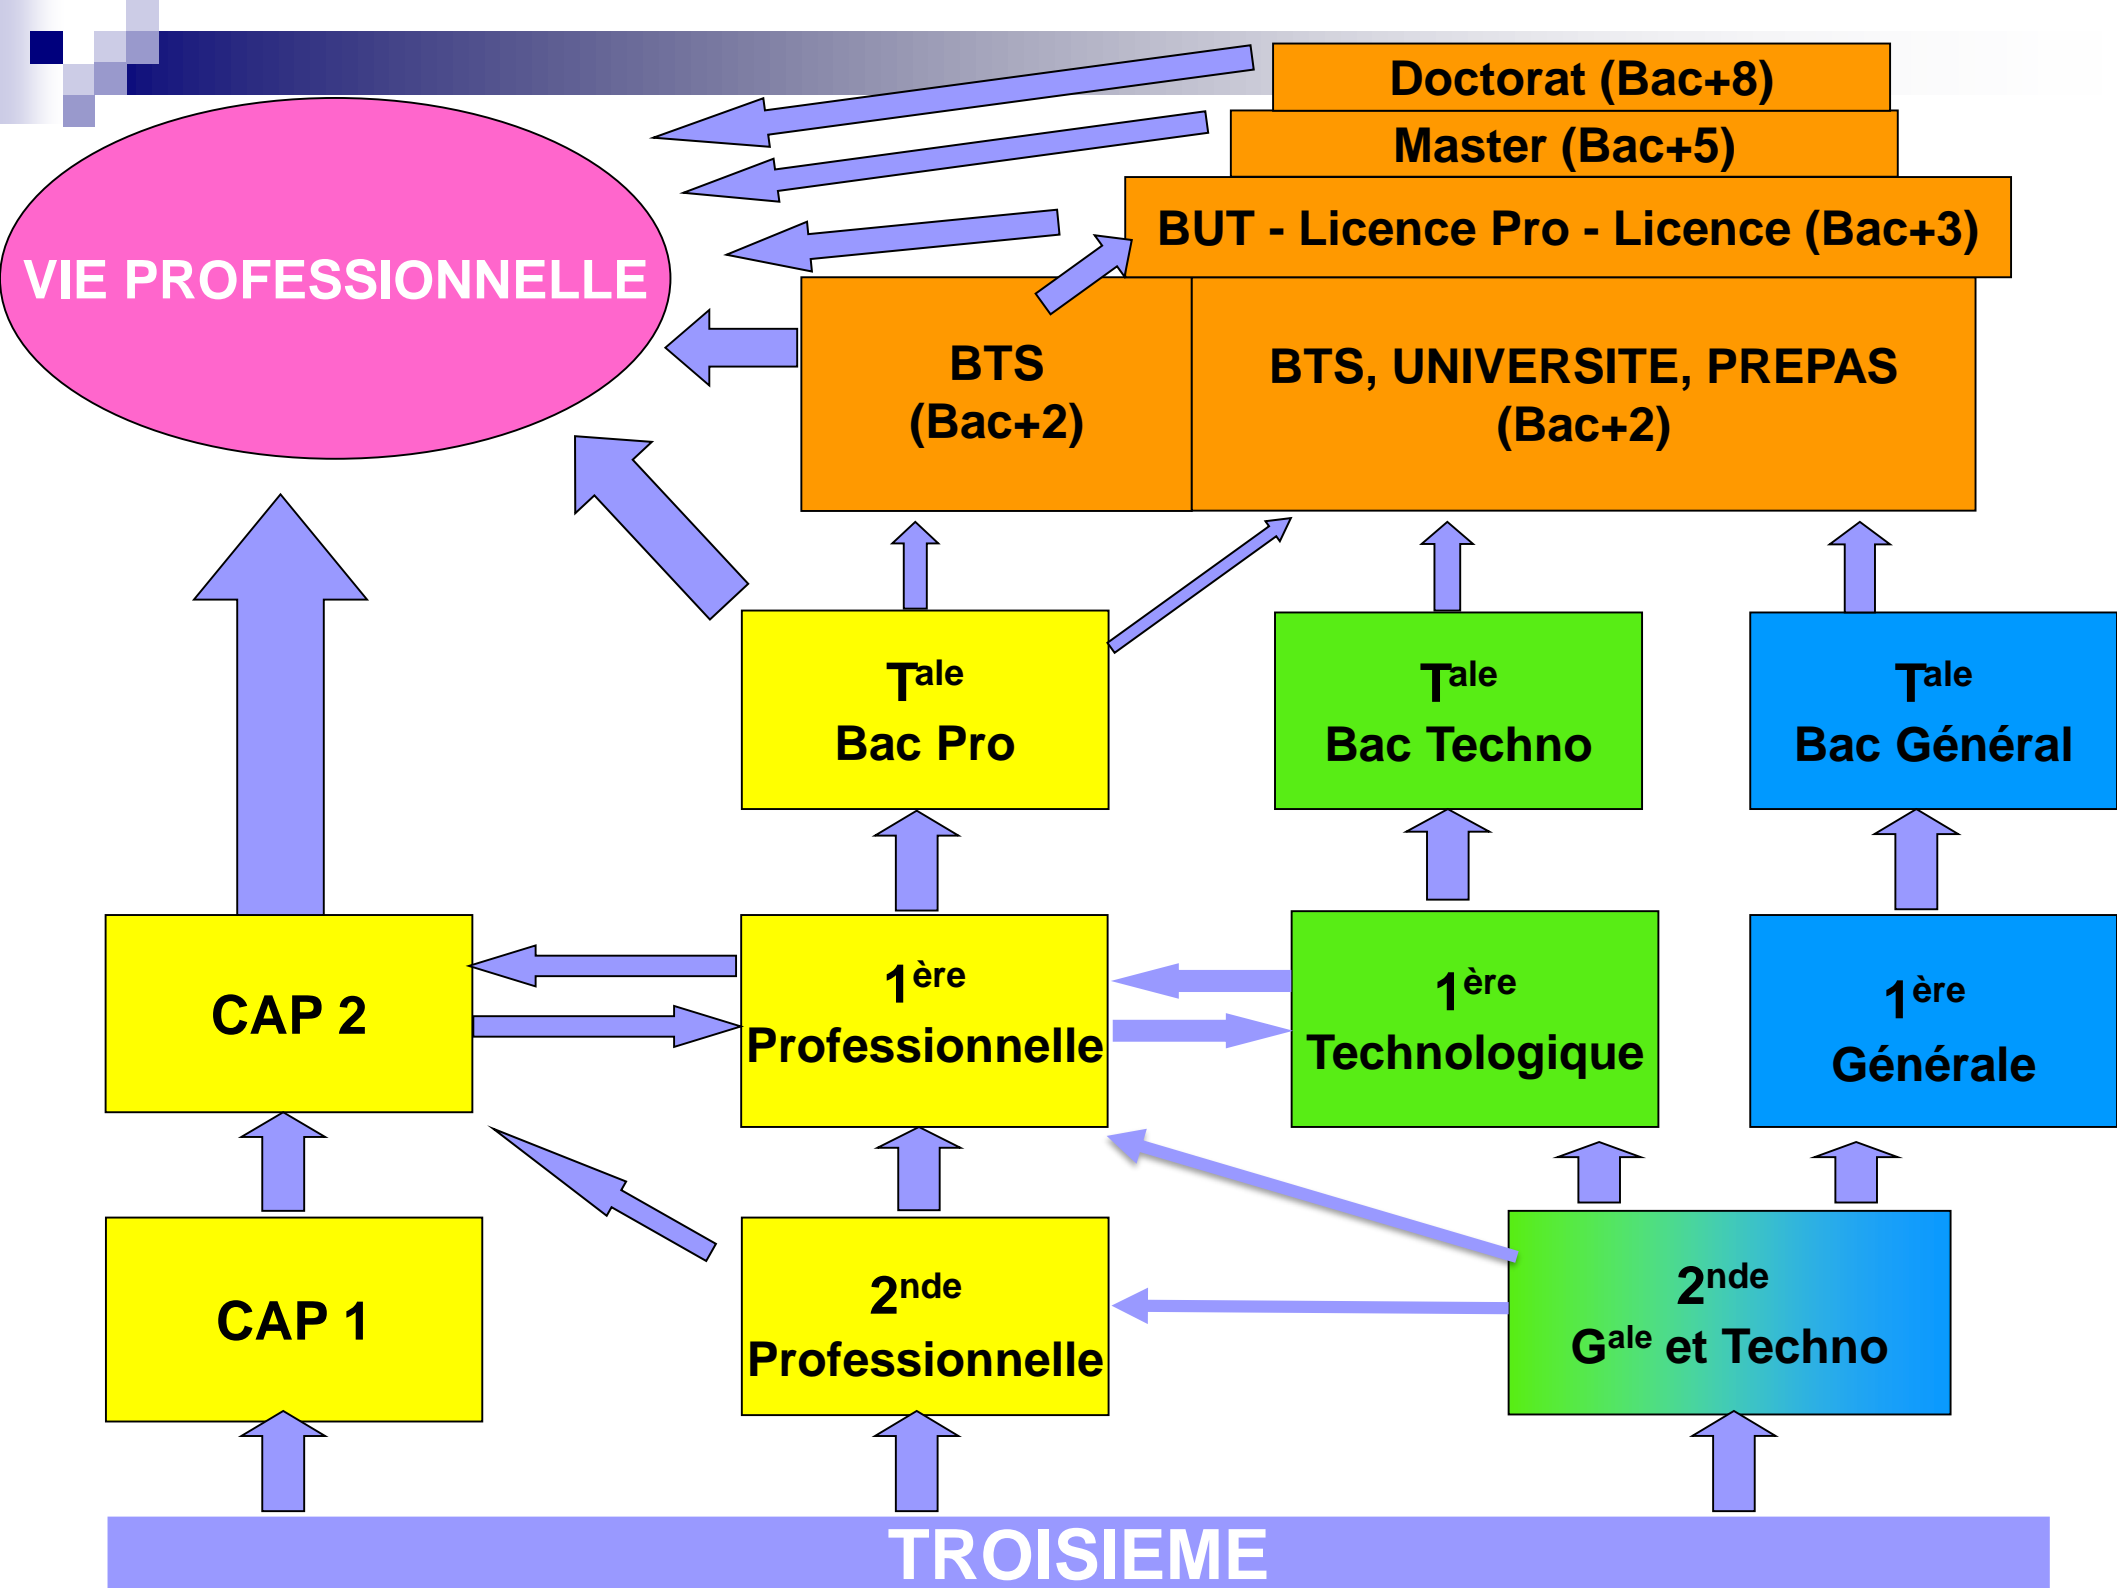 Doctorat (Bac+8)
Master (Bac+5)
BUT - Licence Pro - Licence (Bac+3)
VIE PROFESSIONNELLE
BTS
(Bac+2)
BTS, UNIVERSITE, PREPAS
(Bac+2)
Tale
Bac Pro
Tale
Bac Techno
Tale
Bac Général
CAP 2
1ère
Professionnelle
1ère
Technologique
1ère
Générale
CAP 1
2nde
Professionnelle
2nde
Gale et Techno
TROISIEME